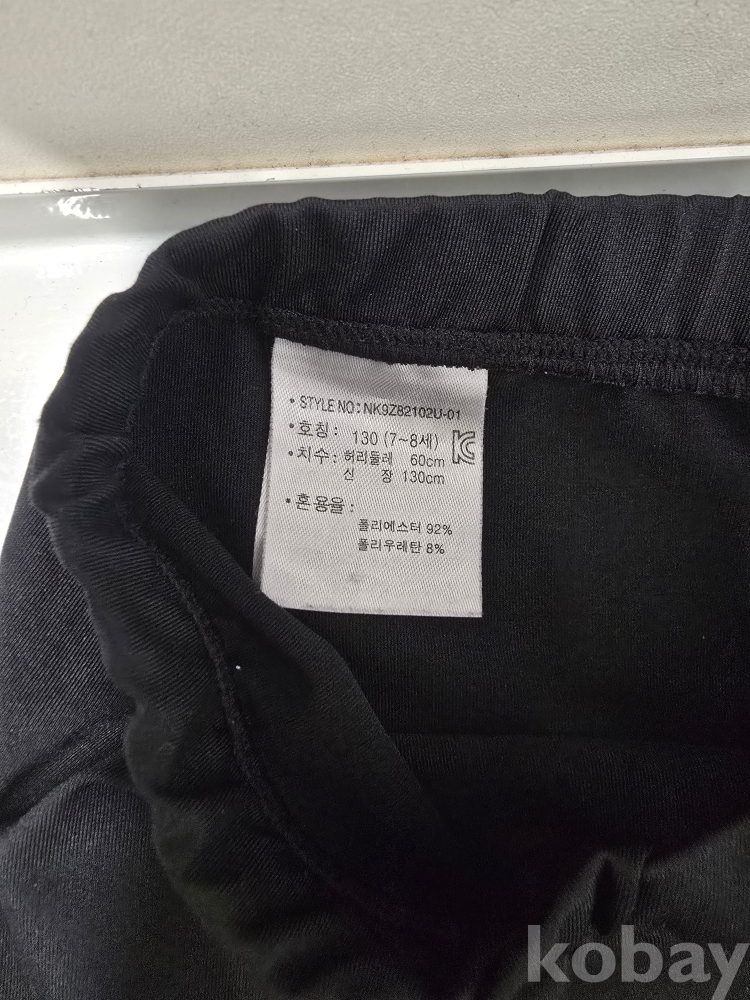 • STYLE NO : NK9Z82102U-01
• 호칭 : 130 (7~8세)
• 치수 : 허리둘레 60cm
신 장 130cm
• 혼용율 :
폴리에스터 92%
폴리우레탄 8%
kobay